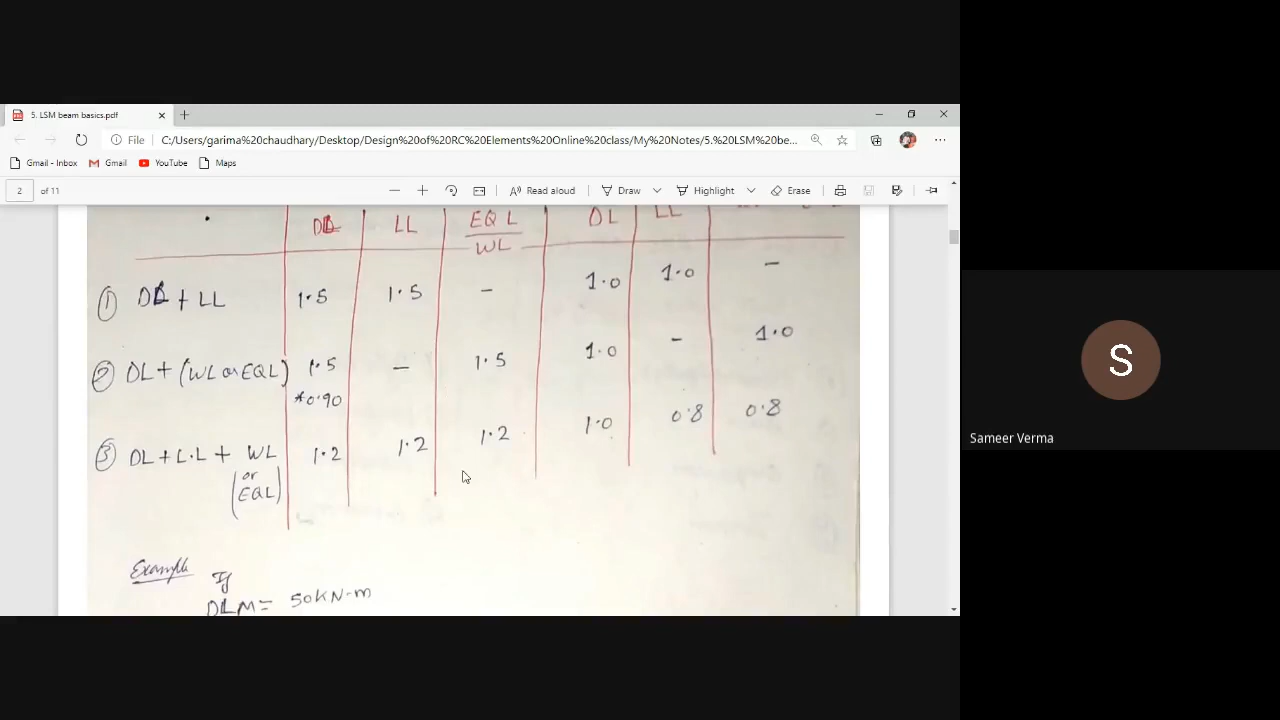 5. LSM beam basics.pdf
File C:/Users/garima%20chaudhary/Desktop/Design%20of%20RC%20Elements%20Online%20class/My%20Notes/5.%20LSM%20be...
Gmail - Inbox Gmail YouTube Maps
2 of 11 Read aloud Draw Highlight Erase
DL LL EQL/WL DL LL
① DL + LL 1.5 1.5 - 1.0 1.0 -
② DL + (WL or EQL) 1.5 - 1.5 1.0 - 1.0
*0.90
③ DL + L.L + WL 1.2 1.2 1.2 1.0 0.8 0.8
or
(EQL)
Example If
DLM = 50kN-m
S
Sameer Verma